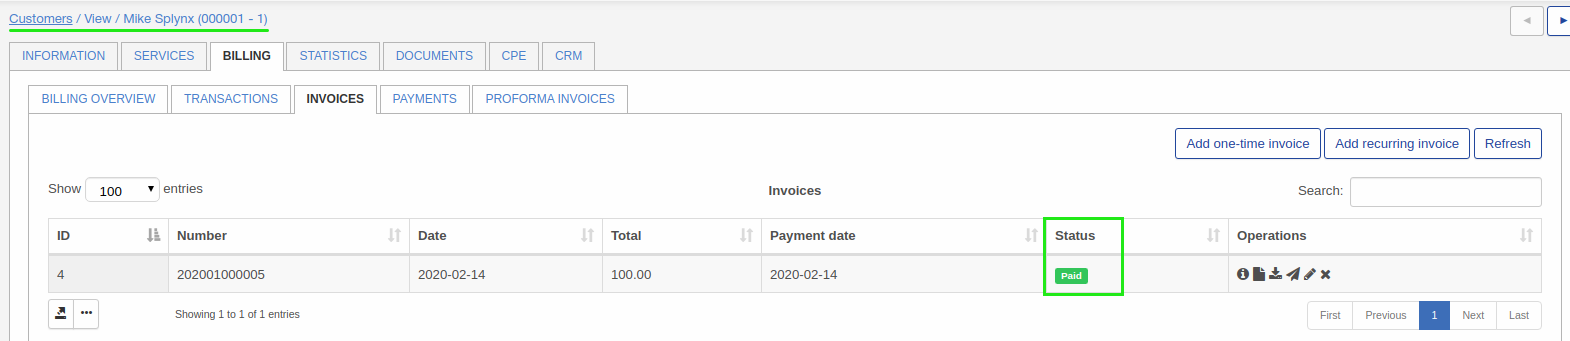 Customers / View / Mike Splynx (000001 - 1)
INFORMATION SERVICES BILLING STATISTICS DOCUMENTS CPE CRM
BILLING OVERVIEW TRANSACTIONS INVOICES PAYMENTS PROFORMA INVOICES
Add one-time invoice Add recurring invoice Refresh
Show 100 entries Invoices Search:
ID Number Date Total Payment date Status Operations
4 202001000005 2020-02-14 100.00 2020-02-14 Paid
Showing 1 to 1 of 1 entries First Previous 1 Next Last